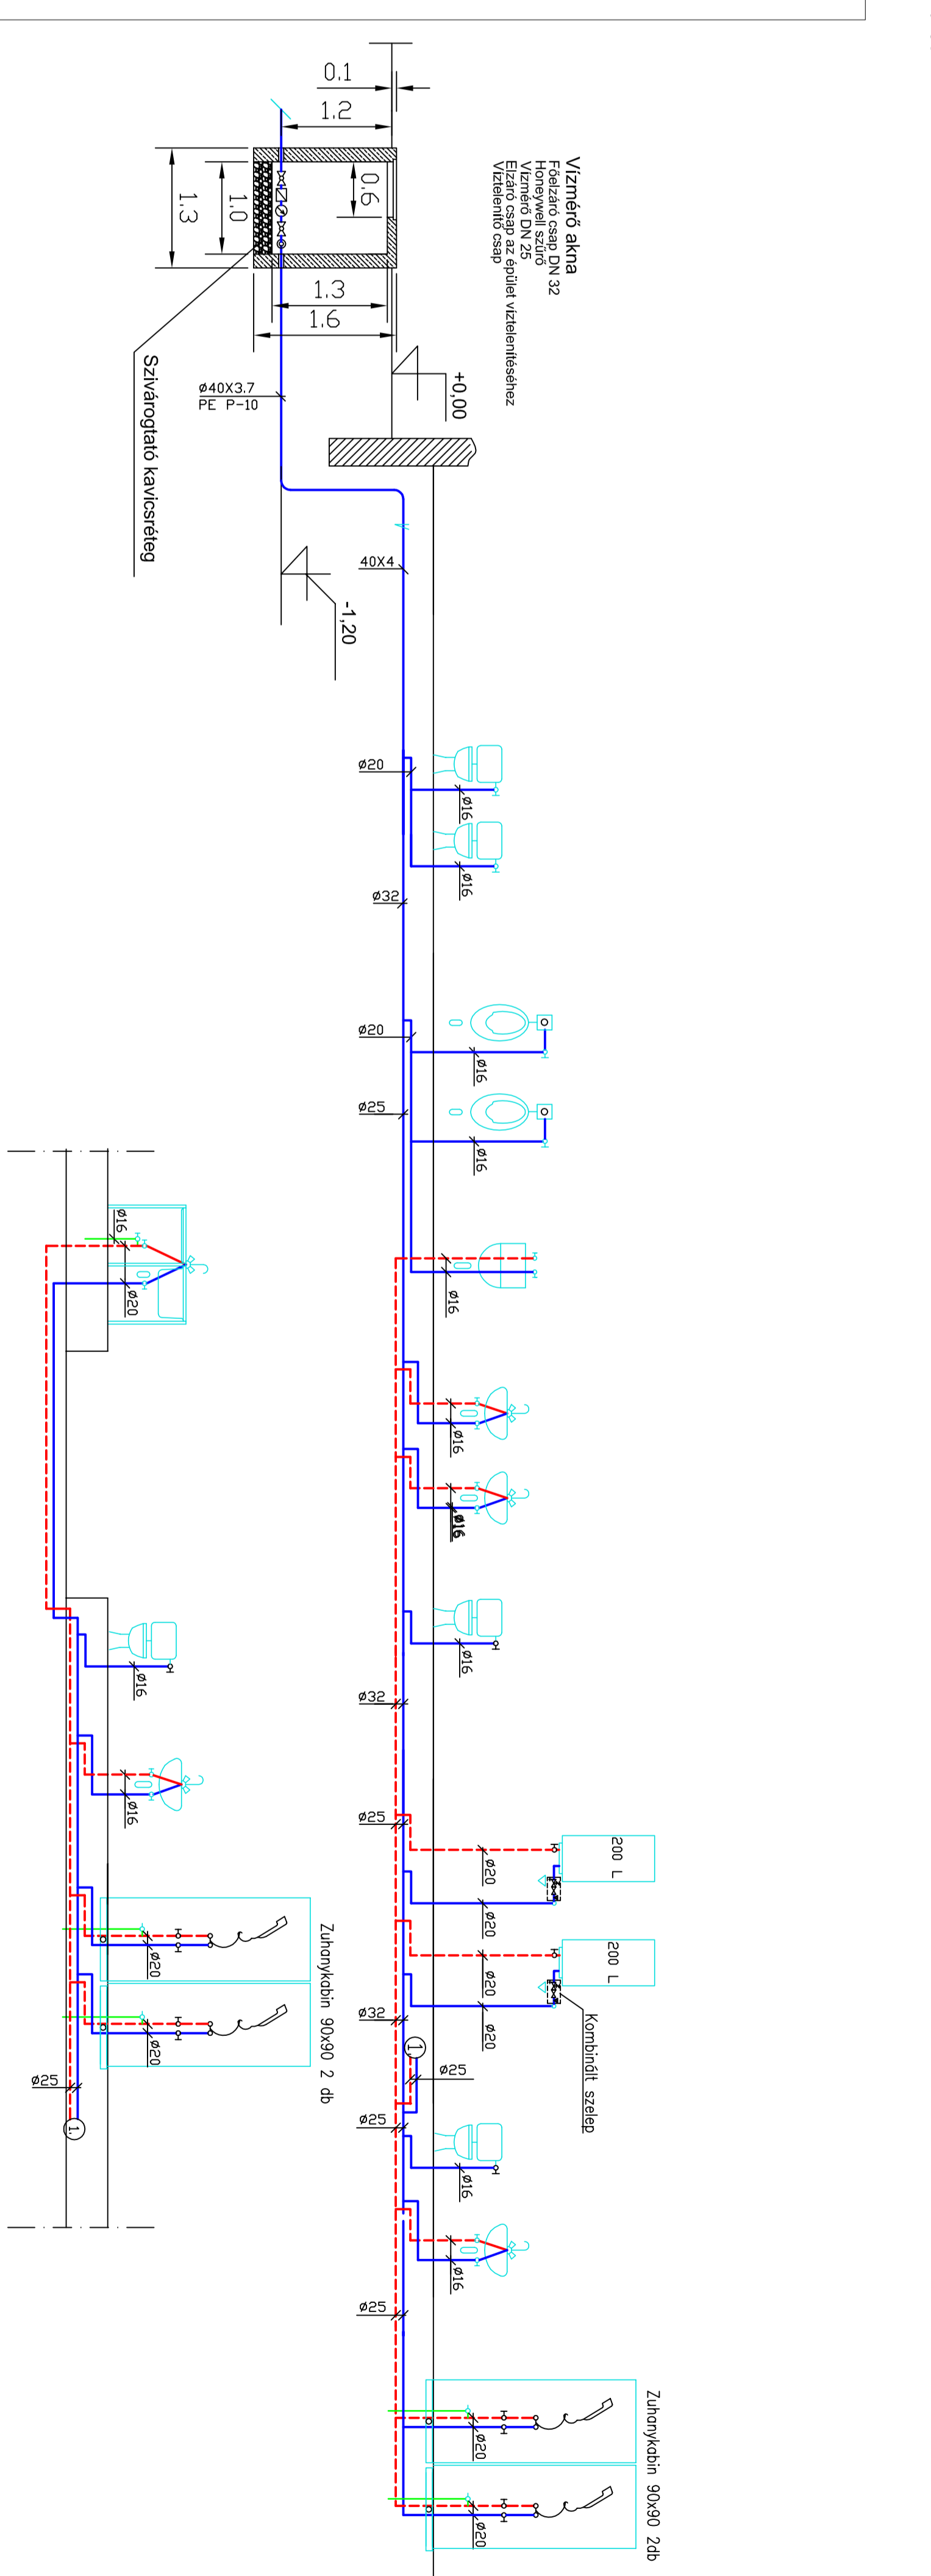 Vízmérő akna
Főelzáró csap DN 32
Honeywell szűrő
Vízmérő DN 25
Elzáró csap az épület víztelenítéséhez
Víztelenítő csap
0.1
1.2
0.6
1.0
1.3
1.3
1.6
+0,00
ø40X3.7
PE P-10
Szivárogtató kavicsréteg
-1,20
40X4
ø20
ø16
ø16
ø32
ø20
ø16
ø25
ø16
ø16
ø16
ø16
ø16
ø32
ø25
200 L
ø20
ø20
200 L
ø20
ø20
Kombinált szelep
ø32
1.
ø25
ø25
ø16
ø16
ø25
Zuhanykabin 90x90 2db
ø20
ø20
ø16
ø20
ø16
ø16
Zuhanykabin 90x90 2 db
ø20
ø20
ø25
1.